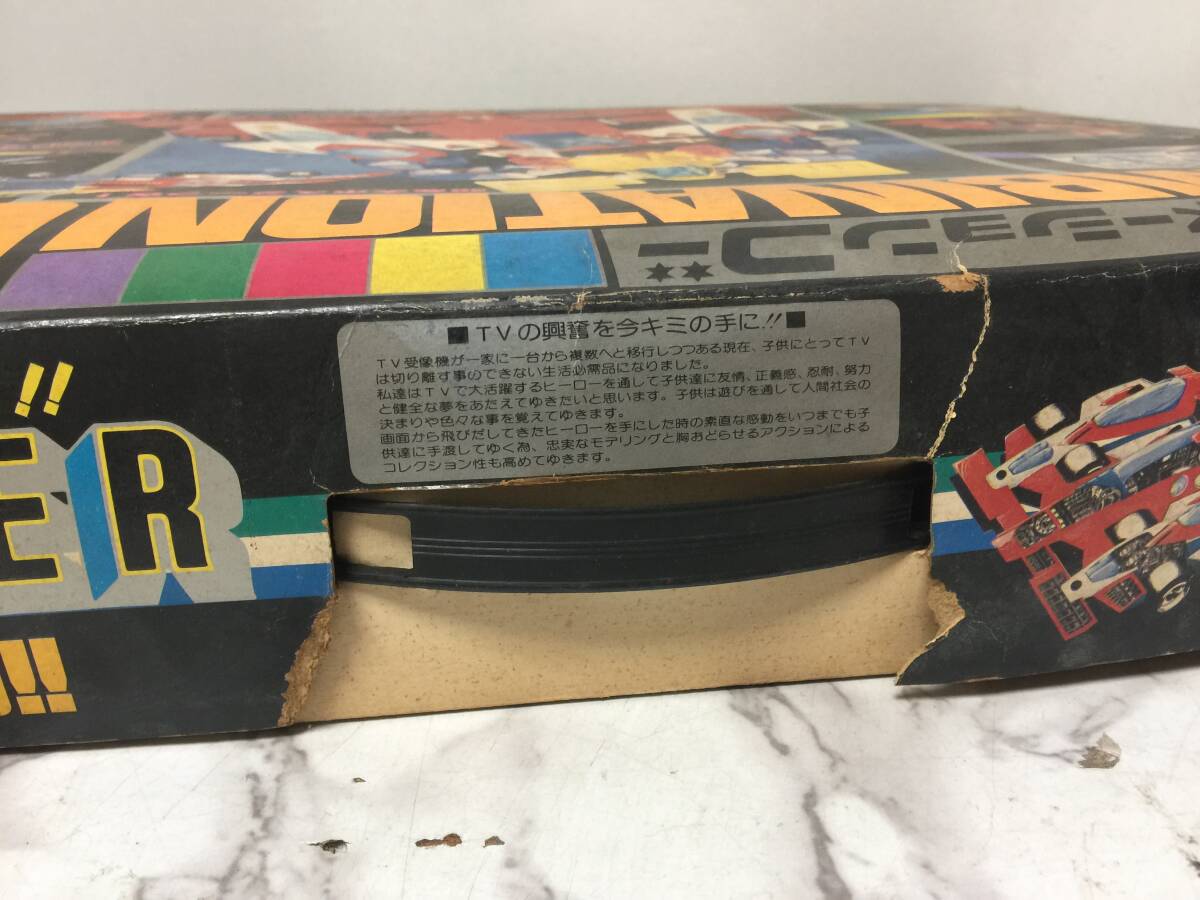 INATION
ーション
■TVの興奮を今キミの手に!!■
TV受像機が一家に一台から複数へと移行しつつある現在、子供にとってTV
は切り離す事のできない生活必需品になりました。
私達はTVで大活躍するヒーローを通して子供達に友情、正義感、忍耐、努力
と健全な夢をあたえてゆきたいと思います。子供は遊びを通して人間社会の
決まりや色々な事を覚えてゆきます。
画面から飛びだしてきたヒーローを手にした時の素直な感動をいつまでも子
供達に手渡してゆく為、忠実なモデリングと胸おどらせるアクションによる
コレクション性も高めてゆきます。
!!
ER
!!